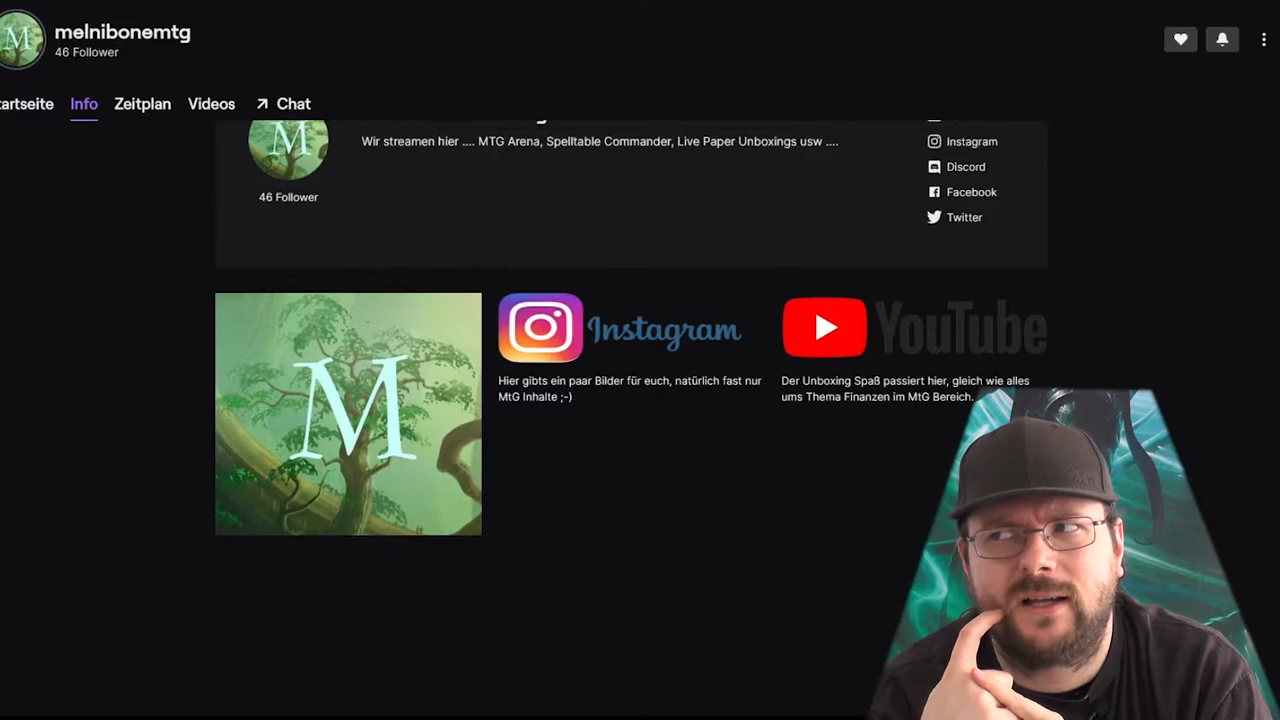 M
melnibonemtg
46 Follower
tartseite Info Zeitplan Videos Chat
M
Wir streamen hier .... MTG Arena, Spelltable Commander, Live Paper Unboxings usw ....
46 Follower
Instagram
Discord
Facebook
Twitter
M
Instagram
Hier gibts ein paar Bilder für euch, natürlich fast nur
MtG Inhalte ;-)
YouTube
Der Unboxing Spaß passiert hier, gleich wie alles
ums Thema Finanzen im MtG Bereich.